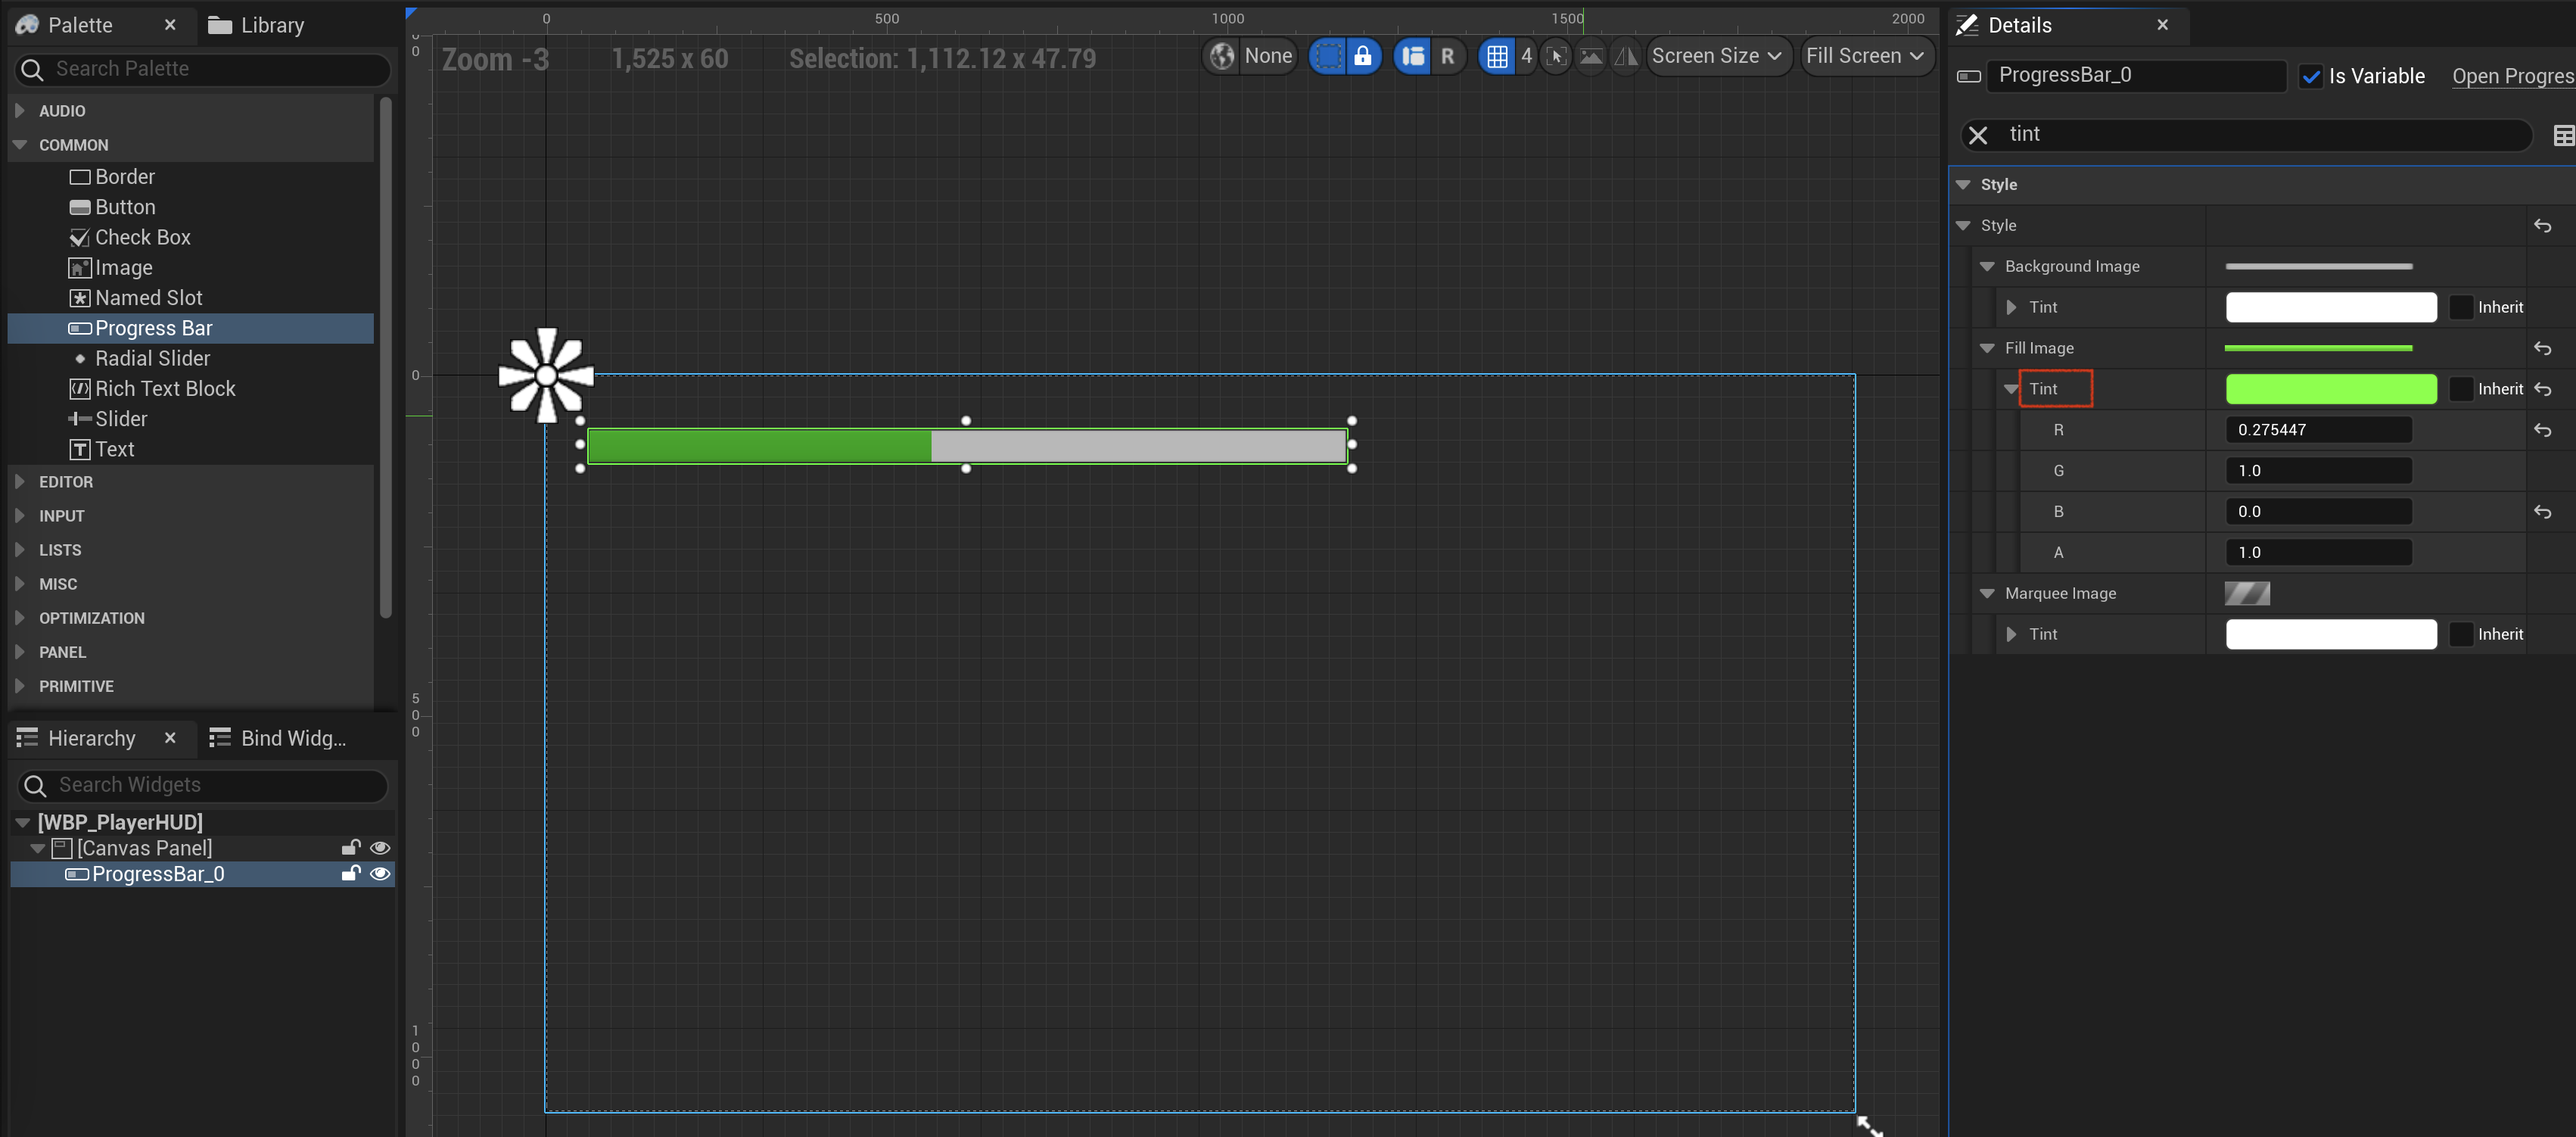 Palette
Library
Search Palette
AUDIO
COMMON
Border
Button
Check Box
Image
Named Slot
Progress Bar
Radial Slider
Rich Text Block
Slider
Text
EDITOR
INPUT
LISTS
MISC
OPTIMIZATION
PANEL
PRIMITIVE
Hierarchy
Bind Widg...
Search Widgets
[WBP_PlayerHUD]
[Canvas Panel]
ProgressBar_0
0 500 1000 1500 2000
Zoom -3 1,525 x 60 Selection: 1,112.12 x 47.79
None R 4 Screen Size Fill Screen
0
0
500
1000
Details
ProgressBar_0 Is Variable Open Progres
tint
Style
Style
Background Image
Tint Inherit
Fill Image
Tint Inherit
R 0.275447
G 1.0
B 0.0
A 1.0
Marquee Image
Tint Inherit